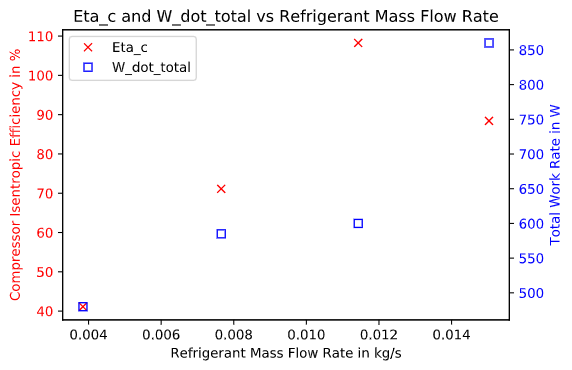 Eta_c and W_dot_total vs Refrigerant Mass Flow Rate
Compressor Isentropic Efficiency in %
110
100
90
80
70
60
50
40
Eta_c
W_dot_total
850
800
750
700
650
600
550
500
Total Work Rate in W
0.004 0.006 0.008 0.010 0.012 0.014
Refrigerant Mass Flow Rate in kg/s